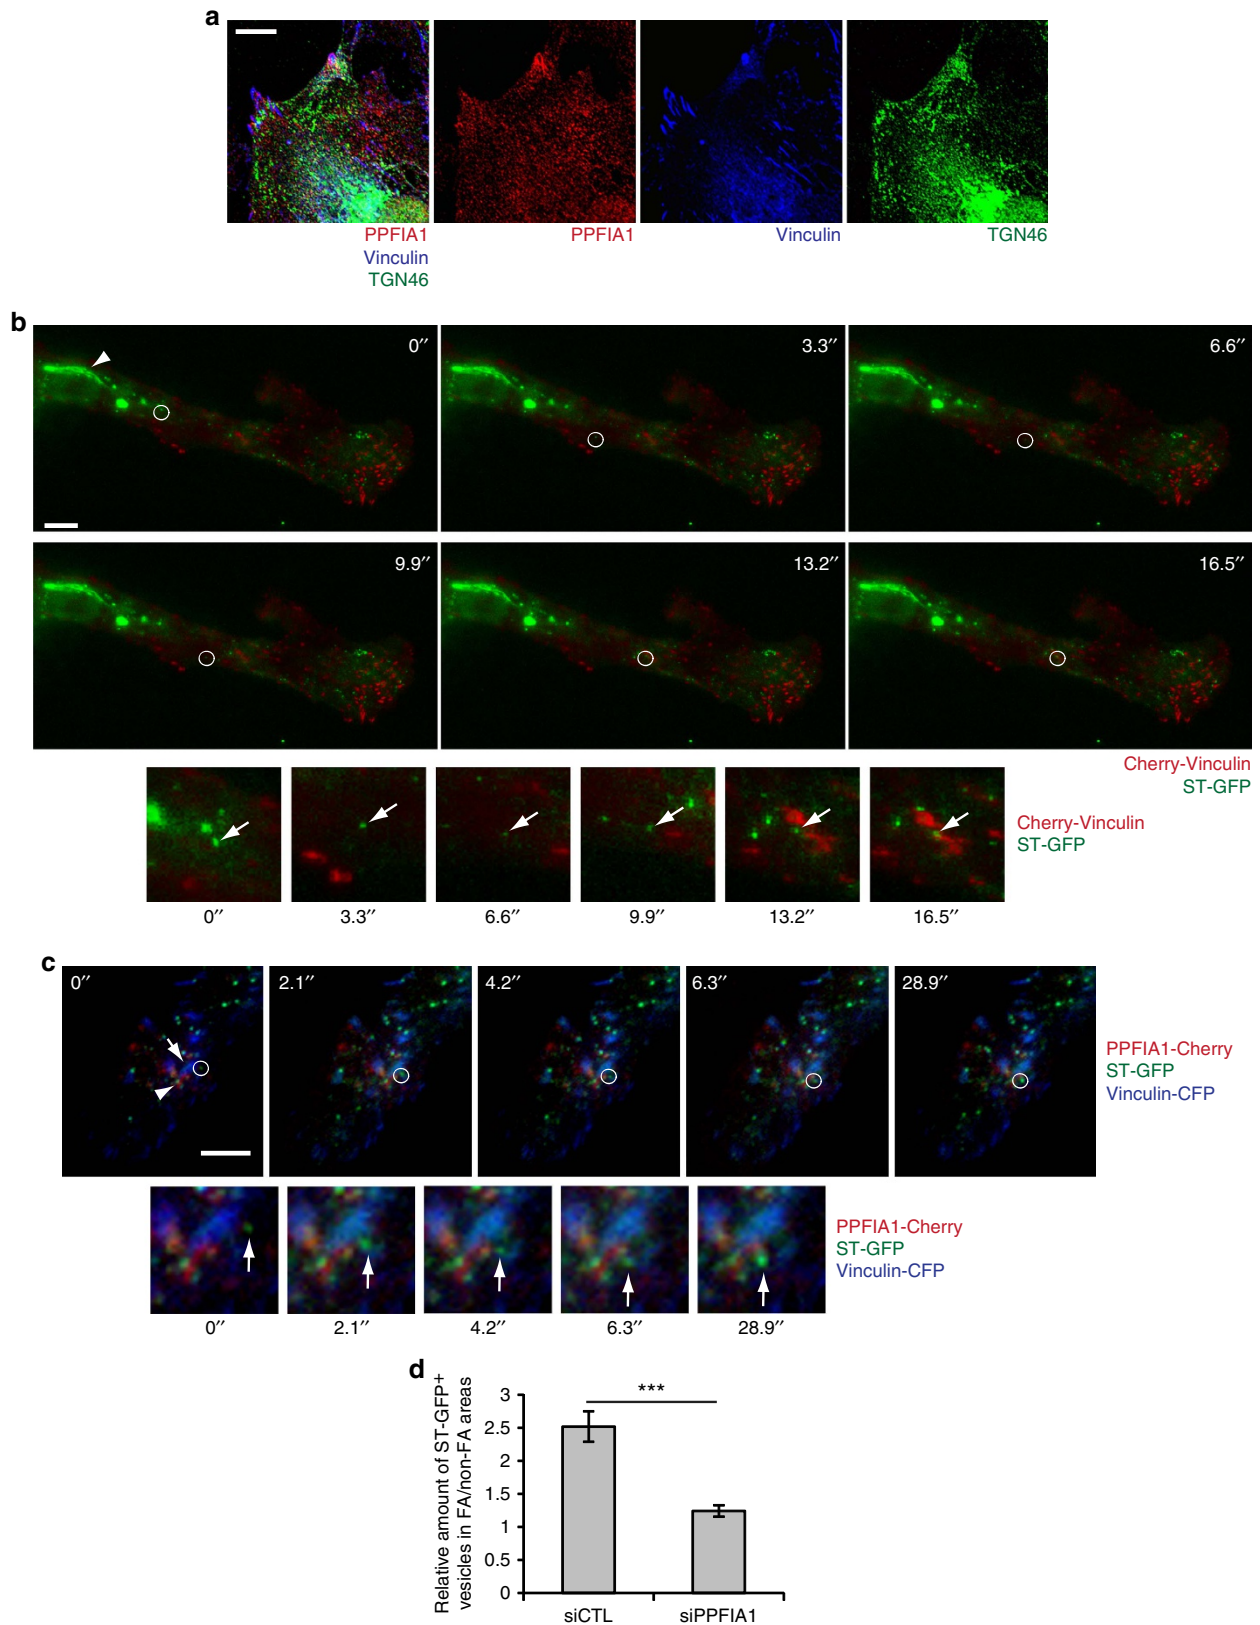 a
PPFIA1
Vinculin
TGN46
PPFIA1
Vinculin
TGN46
b
0″
3.3″
6.6″
9.9″
13.2″
16.5″
Cherry-Vinculin
ST-GFP
Cherry-Vinculin
ST-GFP
0″
3.3″
6.6″
9.9″
13.2″
16.5″
c
0″
2.1″
4.2″
6.3″
28.9″
PPFIA1-Cherry
ST-GFP
Vinculin-CFP
PPFIA1-Cherry
ST-GFP
Vinculin-CFP
0″
2.1″
4.2″
6.3″
28.9″
d
Relative amount of ST-GFP⁺
vesicles in FA/non-FA areas
3
2.5
2
1.5
1
0.5
0
***
siCTL
siPPFIA1